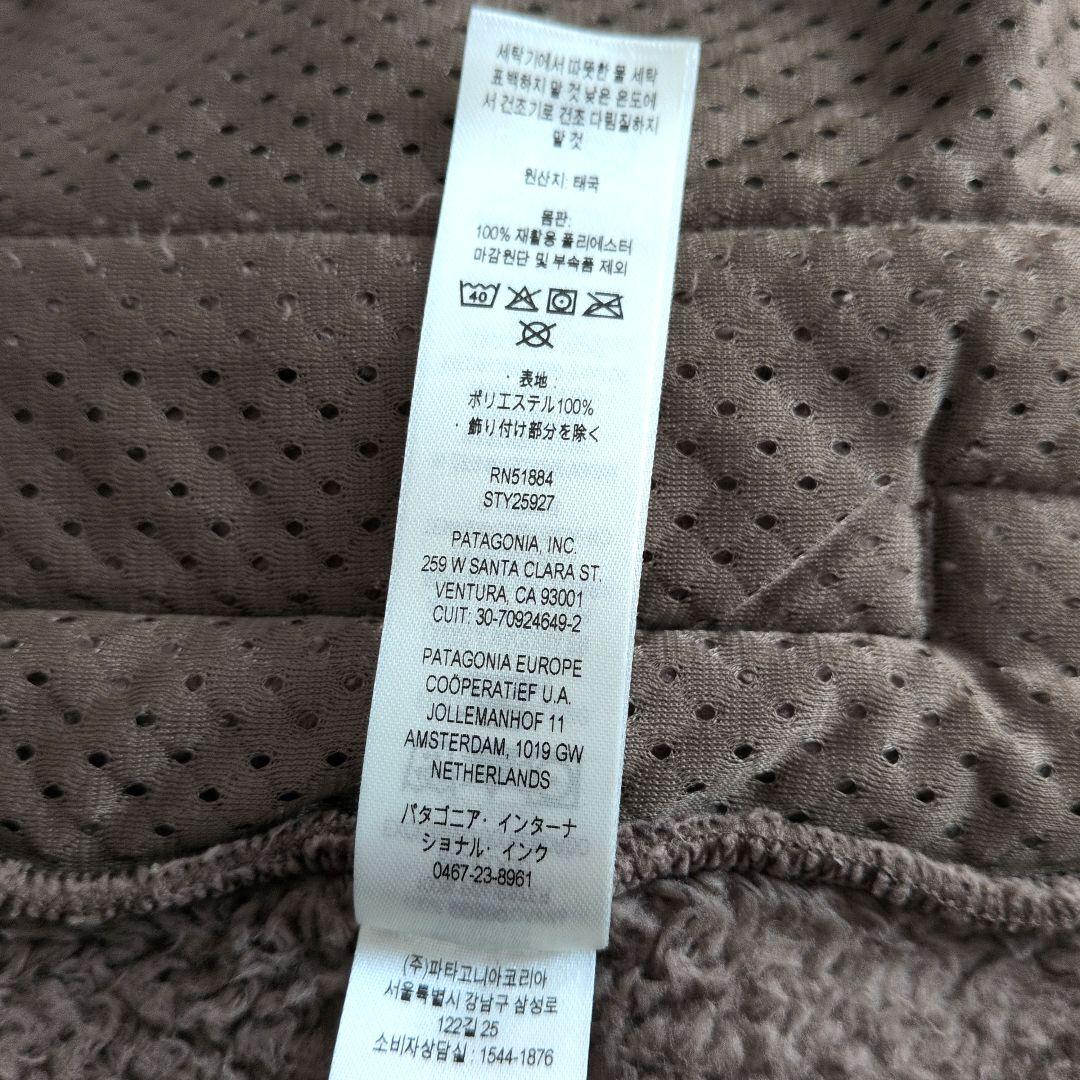 세탁기에서 따뜻한 물 세탁
표백하지 말 것 낮은 온도에
서 건조기로 건조 다림질하지
말 것
원산지: 태국
몸판:
100% 재활용 폴리에스터
마감원단 및 부속품 제외
40
・表地:
ポリエステル100%
・飾り付け部分を除く
RN51884
STY25927
PATAGONIA, INC.
259 W SANTA CLARA ST.
VENTURA, CA 93001
CUIT: 30-70924649-2
PATAGONIA EUROPE
COÖPERATIEF U.A.
JOLLEMANHOF 11
AMSTERDAM, 1019 GW
NETHERLANDS
パタゴニア・インターナ
ショナル・インク
0467-23-8961
(주)파타고니아코리아
서울특별시 강남구 삼성로
122길 25
소비자상담실 : 1544-1876